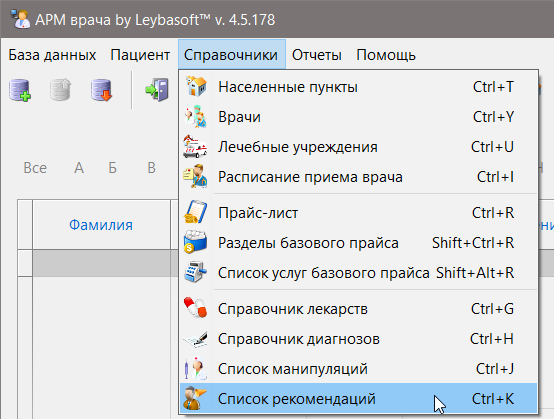 АРМ врача by Leybasoft™ v. 4.5.178
База данных Пациент Справочники Отчеты Помощь
Населенные пункты Ctrl+T
Врачи Ctrl+Y
Лечебные учреждения Ctrl+U
Все А Б В
Расписание приема врача Ctrl+I
Прайс-лист Ctrl+R
Фамилия
Разделы базового прайса Shift+Ctrl+R
Список услуг базового прайса Shift+Alt+R
Справочник лекарств Ctrl+G
Справочник диагнозов Ctrl+H
Список манипуляций Ctrl+J
Список рекомендаций Ctrl+K